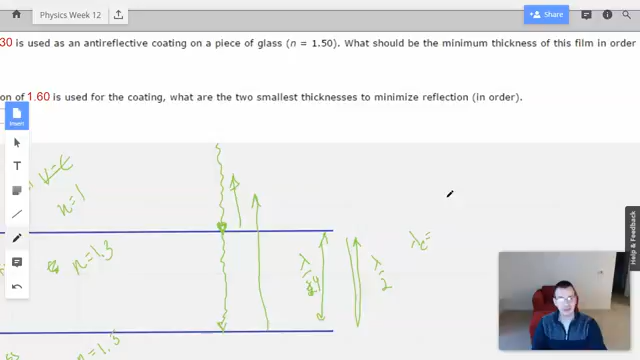 Physics Week 12
Share
30 is used as an antireflective coating on a piece of glass (n = 1.50). What should be the minimum thickness of this film in order
on of 1.60 is used for the coating, what are the two smallest thicknesses to minimize reflection (in order).
Insert
T
V=C
n=1
n=1.3
λ/4
λ/2
λc=
n=1.3
Help & Feedback